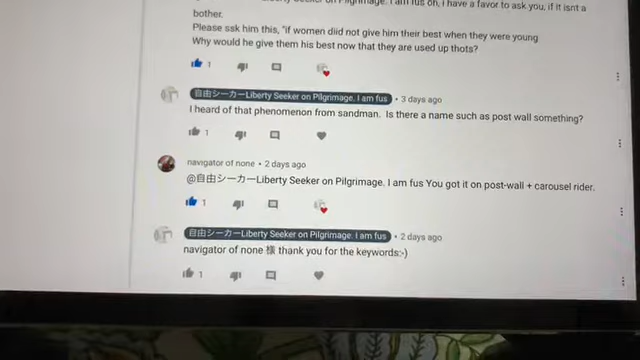 I am fus oh, i have a favor to ask you, if it isnt a
bother.
Please ssk him this, "if women diid not give him their best when they were young
Why would he give them his best now that they are used up thots?
1
自由シーカーLiberty Seeker on Pilgrimage. I am fus • 3 days ago
I heard of that phenomenon from sandman. Is there a name such as post wall something?
1
navigator of none • 2 days ago
@自由シーカーLiberty Seeker on Pilgrimage. I am fus You got it on post-wall + carousel rider.
1
自由シーカーLiberty Seeker on Pilgrimage. I am fus • 2 days ago
navigator of none 様 thank you for the keywords:-)
1